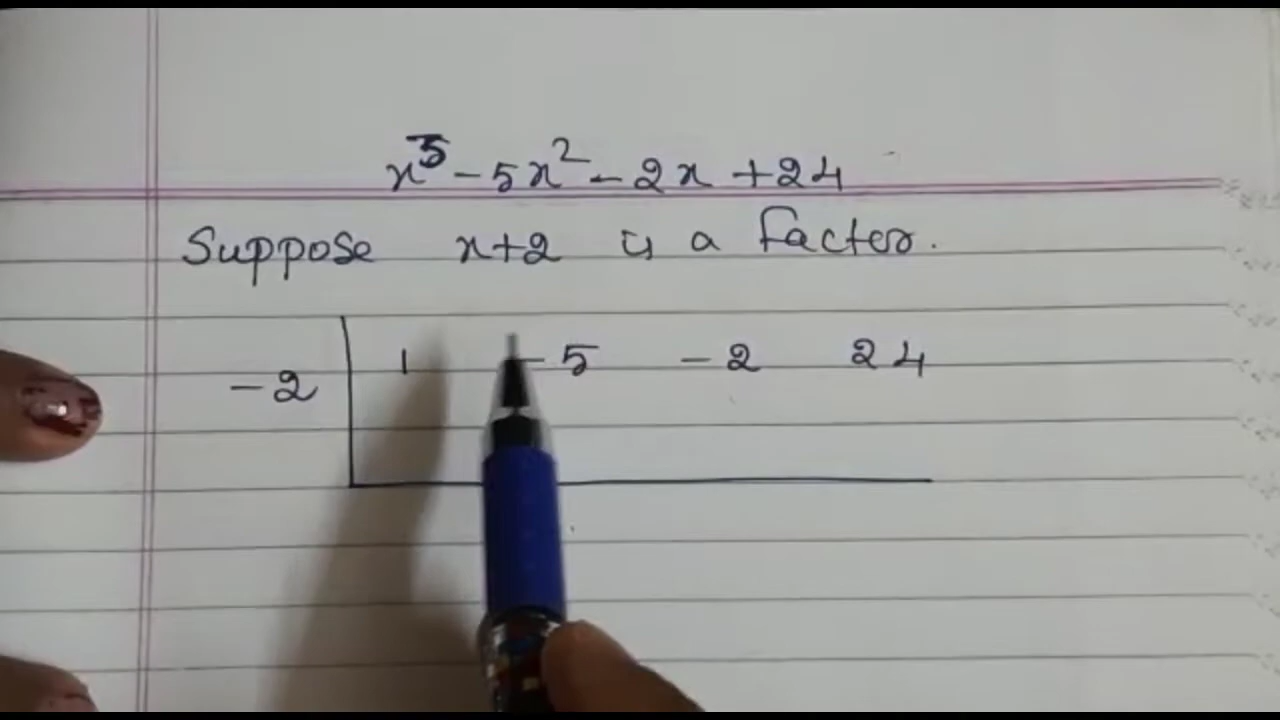 x³ - 5x² - 2x + 24
Suppose x+2 is a factor.
-2 | 1 -5 -2 24